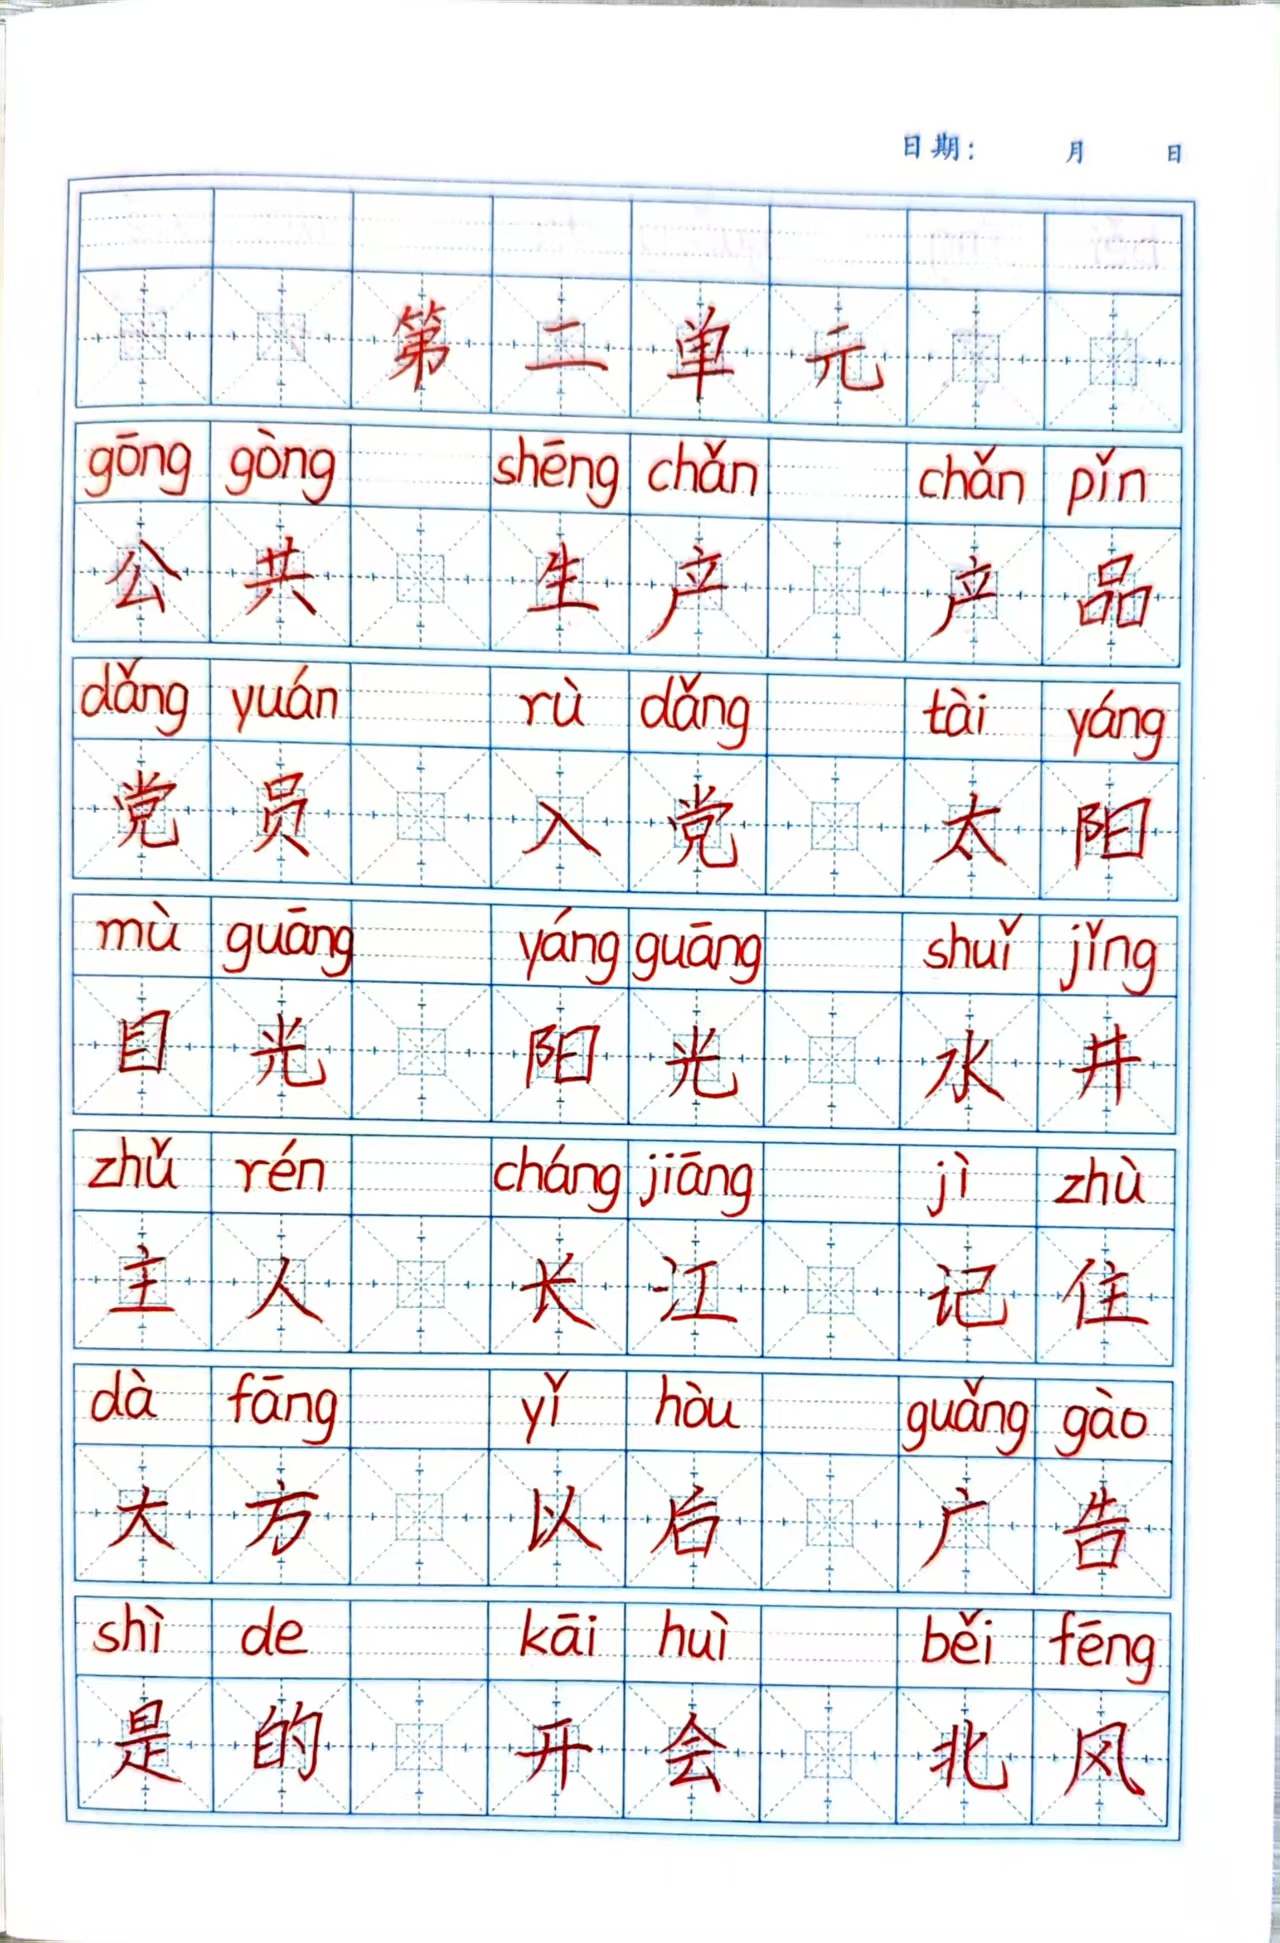 日期： 月 日
第二单元
gōng gòng shēng chǎn chǎn pǐn
公共 生产 产品
dǎng yuán rù dǎng tài yáng
党员 入党 太阳
mù guāng yáng guāng shuǐ jǐng
目光 阳光 水井
zhǔ rén cháng jiāng jì zhù
主人 长江 记住
dà fāng yǐ hòu guǎng gào
大方 以后 广告
shì de kāi huì běi fēng
是的 开会 北风